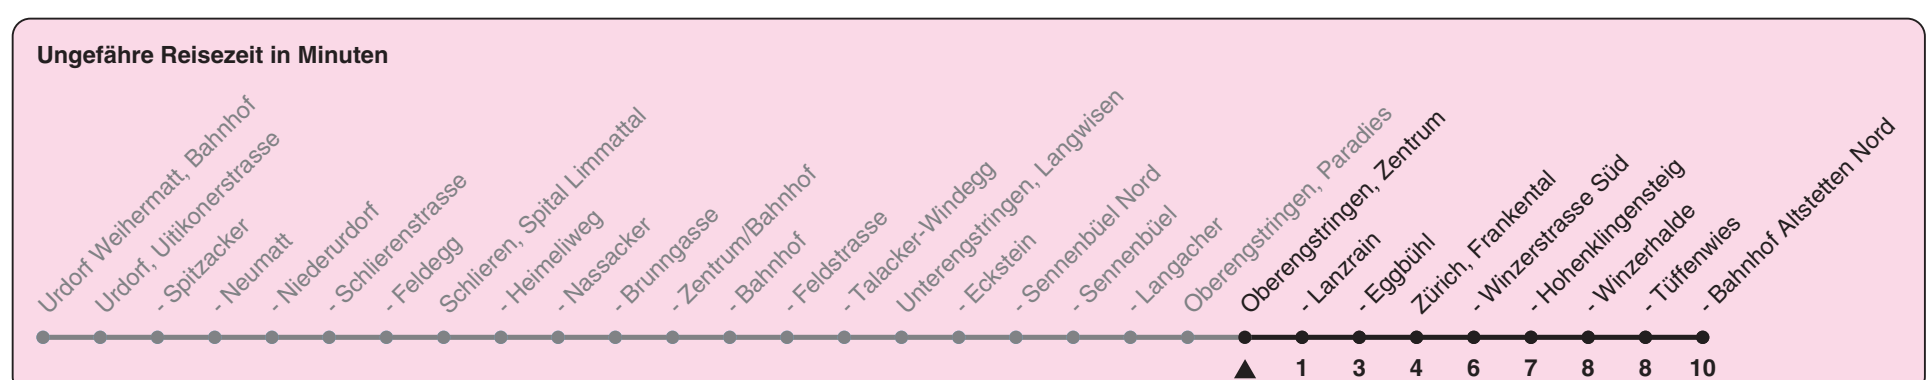 Ungefähre Reisezeit in Minuten
Urdorf Weihermatt, Bahnhof
Urdorf, Uitikonerstrasse
- Spitzacker
- Neumatt
- Niederurdorf
- Schlierenstrasse
- Feldegg
Schlieren, Spital Limmattal
- Heimeliweg
- Nassacker
- Brunngasse
- Zentrum/Bahnhof
- Bahnhof
- Feldstrasse
- Talacker-Windegg
Unterengstringen, Langwisen
- Eckstein
- Sennenbüel Nord
- Sennenbüel
- Langacher
Oberengstringen, Paradies
Oberengstringen, Zentrum
- Lanzrain
- Eggbühl
Zürich, Frankental
- Winzerstrasse Süd
- Hohenklingensteig
- Winzerhalde
- Tüffenwies
- Bahnhof Altstetten Nord
1 3 4 6 7 8 8 10